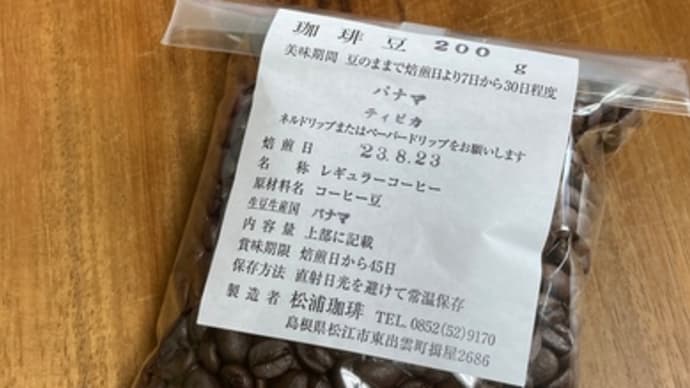 珈琲豆 200 g
美味期間 豆のままで焙煎日より7日から30日程度
パナマ
ティピカ
ネルドリップまたはペーパードリップをお願いします
焙煎日 23.8.23
名称 レギュラーコーヒー
原材料名 コーヒー豆
生豆生産国 パナマ
内容量 上部に記載
賞味期限 焙煎日から45日
保存方法 直射日光を避けて常温保存
製造者 松浦珈琲 TEL. 0852(52)9170
島根県松江市東出雲町揖屋2686